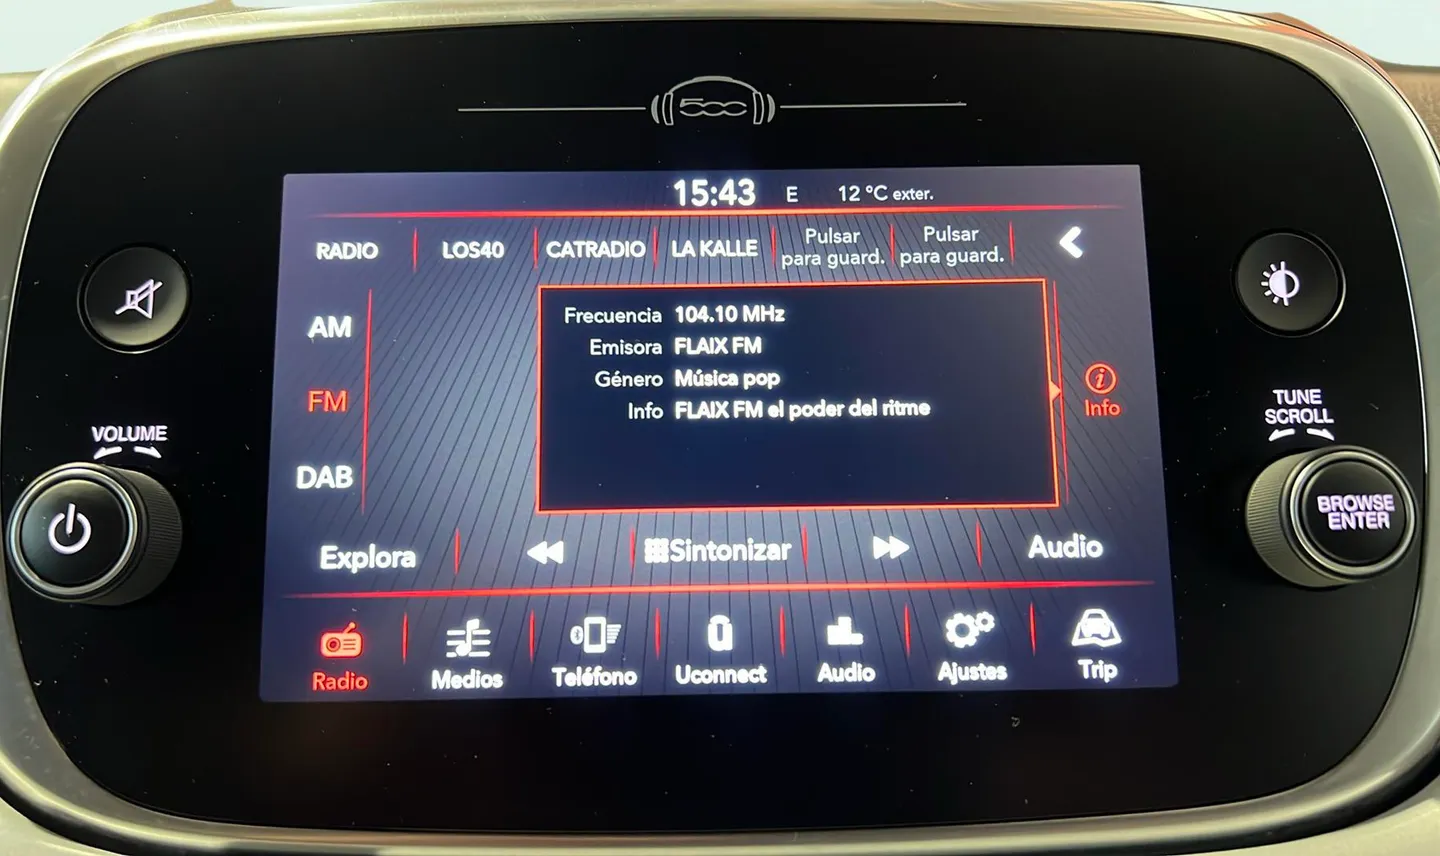 500
15:43 E 12 °C exter.
RADIO LOS40 CATRADIO LA KALLE Pulsar para guard. Pulsar para guard.
AM
FM
DAB
Frecuencia 104.10 MHz
Emisora FLAIX FM
Género Música pop
Info FLAIX FM el poder del ritme
Info
VOLUME
TUNE
SCROLL
BROWSE
ENTER
Explora Sintonizar Audio
Radio Medios Teléfono Uconnect Audio Ajustes Trip